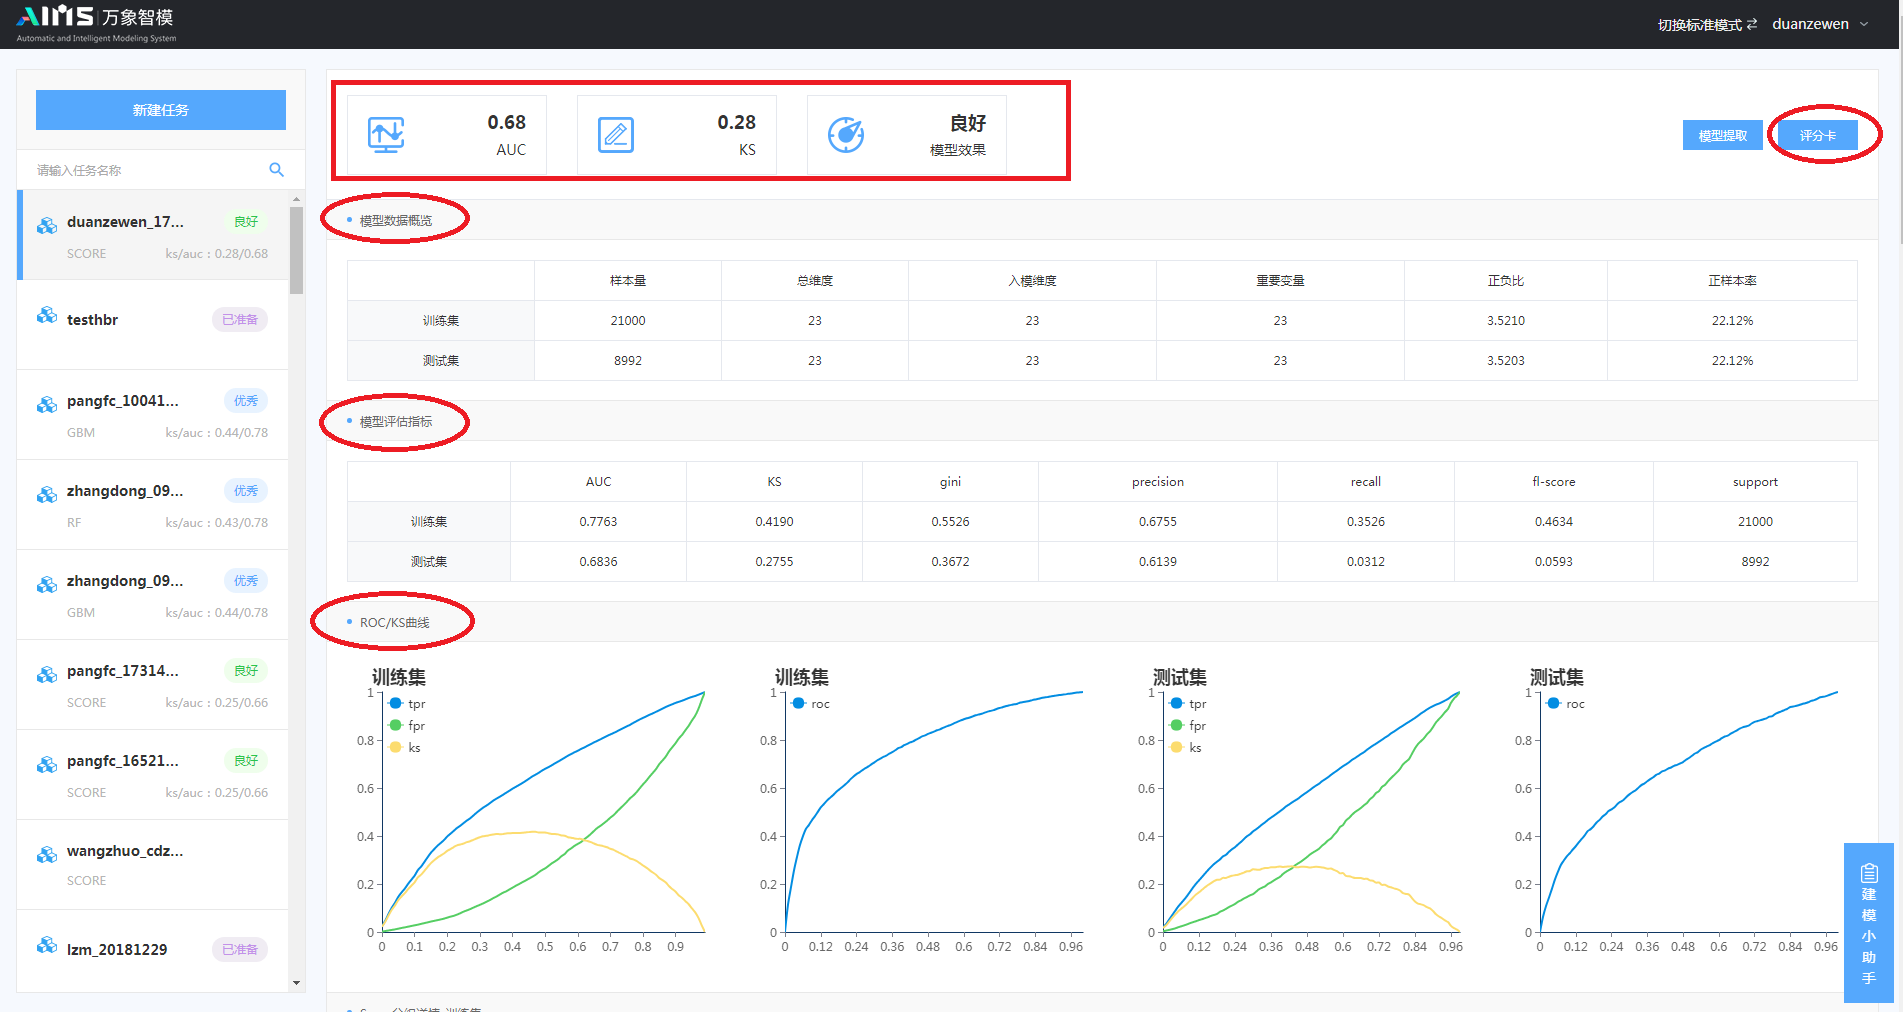 AIMS 万象智模
Automatic and Intelligent Modeling System
切换标准模式 duanzewen
新建任务
请输入任务名称
duanzewen_17... 良好
SCORE ks/auc : 0.28/0.68
testhbr 已准备
pangfc_10041... 优秀
GBM ks/auc : 0.44/0.78
zhangdong_09... 优秀
RF ks/auc : 0.43/0.78
zhangdong_09... 优秀
GBM ks/auc : 0.44/0.78
pangfc_17314... 良好
SCORE ks/auc : 0.25/0.66
pangfc_16521... 良好
SCORE ks/auc : 0.25/0.66
wangzhuo_cdz...
SCORE
lzm_20181229 已准备
0.68
AUC
0.28
KS
良好
模型效果
模型提取 评分卡
模型数据概览
样本量 总维度 入模维度 重要变量 正负比 正样本率
训练集 21000 23 23 23 3.5210 22.12%
测试集 8992 23 23 23 3.5203 22.12%
模型评估指标
AUC KS gini precision recall fl-score support
训练集 0.7763 0.4190 0.5526 0.6755 0.3526 0.4634 21000
测试集 0.6836 0.2755 0.3672 0.6139 0.0312 0.0593 8992
ROC/KS曲线
训练集
tpr
fpr
ks
1
0.8
0.6
0.4
0.2
0
0 0.1 0.2 0.3 0.4 0.5 0.6 0.7 0.8 0.9
训练集
roc
1
0.8
0.6
0.4
0.2
0
0 0.12 0.24 0.36 0.48 0.6 0.72 0.84 0.96
测试集
tpr
fpr
ks
1
0.8
0.6
0.4
0.2
0
0 0.12 0.24 0.36 0.48 0.6 0.72 0.84 0.96
测试集
roc
1
0.8
0.6
0.4
0.2
0
0 0.12 0.24 0.36 0.48 0.6 0.72 0.84 0.96
建模小助手